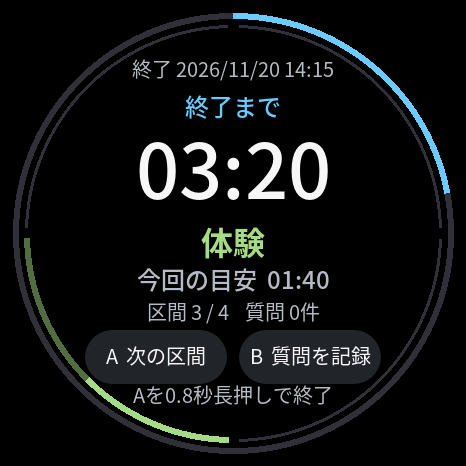 終了 2026/11/20 14:15
終了まで
03:20
体験
今回の目安 01:40
区間 3 / 4 質問 0件
A 次の区間 B 質問を記録
Aを0.8秒長押しで終了